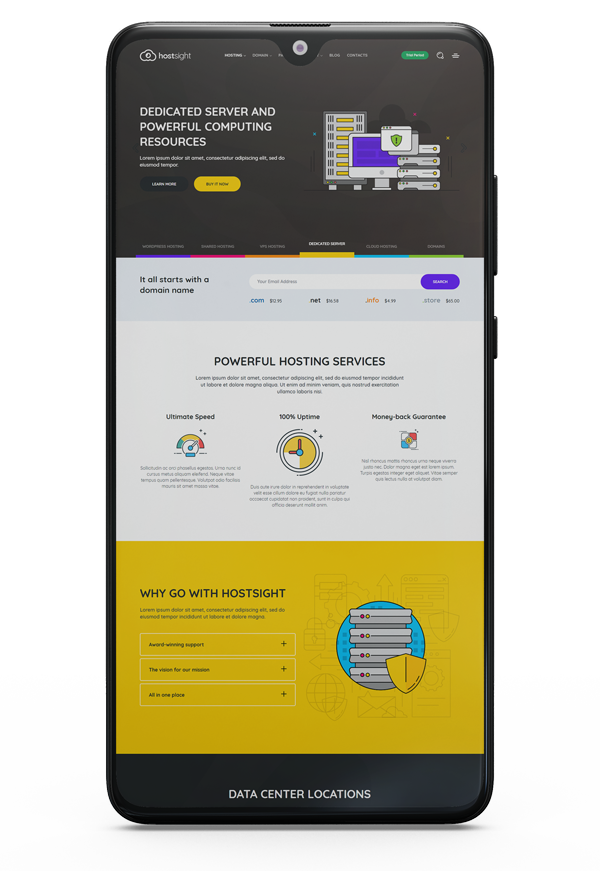 hostsight
HOSTING DOMAIN BLOG CONTACTS
DEDICATED SERVER AND
POWERFUL COMPUTING
RESOURCES
Lorem ipsum dolor sit amet, consectetur adipiscing elit, sed do
eiusmod tempor
LEARN MORE BUY IT NOW
WORDPRESS HOSTING SHARED HOSTING VPS HOSTING DEDICATED SERVER CLOUD HOSTING DOMAINS
It all starts with a
domain name
Your Email Address SEARCH
.com $12.95 .net $16.59 .info $4.99 .store $65.00
POWERFUL HOSTING SERVICES
Lorem ipsum dolor sit amet, consectetur adipiscing elit, sed do eiusmod tempor incididunt
ut labore et dolore magna aliqua. Ut enim ad minim veniam, quis nostrud exercitation
ullamco laboris nisi.
Ultimate Speed
Sollicitudin ac orci phasellus egestas. Urna nunc id
cursus metus aliquam eleifend. Neque vitae
tempus quam pellentesque. Volutpat odio facilisis
mauris sit amet massa vitae.
100% Uptime
Duis aute irure dolor in reprehenderit in voluptate
velit esse cillum dolore eu fugiat nulla pariatur
occaecat cupidatat non proident, sunt in culpa qui
officia deserunt mollit anim.
Money-back Guarantee
Nisl rhoncus mattis rhoncus urna neque viverra
justo nec. Dolor magna eget est lorem ipsum.
Turpis egestas integer eget aliquet. Vitae semper
quis lectus nulla at volutpat diam.
WHY GO WITH HOSTSIGHT
Lorem ipsum dolor sit amet, consectetur adipiscing elit, sed do eiusmod
tempor incididunt ut labore et dolore magna.
Award-winning support +
The vision for our mission +
All in one place +
DATA CENTER LOCATIONS